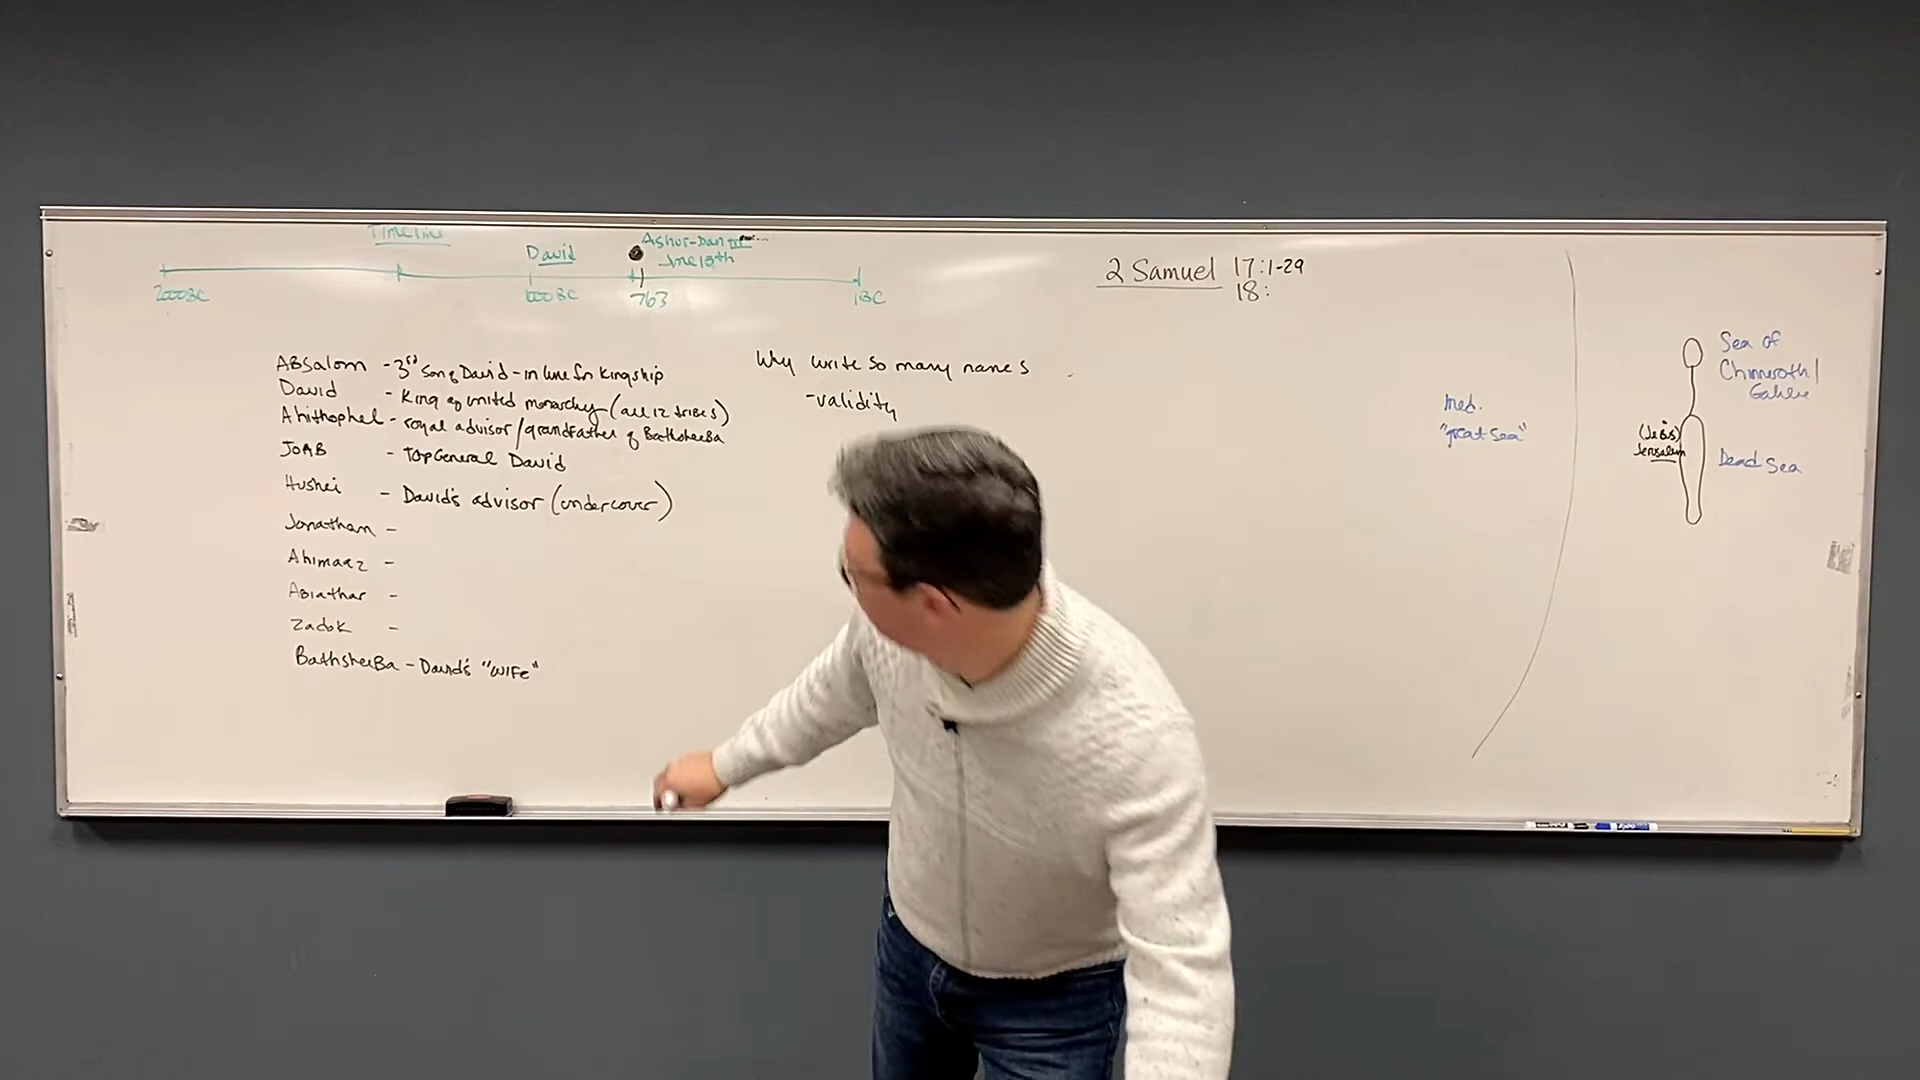 Timeline
David
Ashur-Dan III
June 15th
2000BC
1000BC
763
1BC
2 Samuel 17:1-29
18:
ABSalom - 3rd Son of David - in line for Kingship
David - King of united monarchy (all 12 tribes)
Ahithophel - royal advisor/grandfather of BathsheBa
JOAB - Top General David
Hushai - David's advisor (undercover)
Jonathan -
Ahimaaz -
Abiathar -
Zadok -
BathsheBa - David's "WIFe"
Why write so many names
-validity
med.
"great Sea"
Sea of
Chinneroth/
Galilee
(Jebus)
Jerusalem
Dead Sea